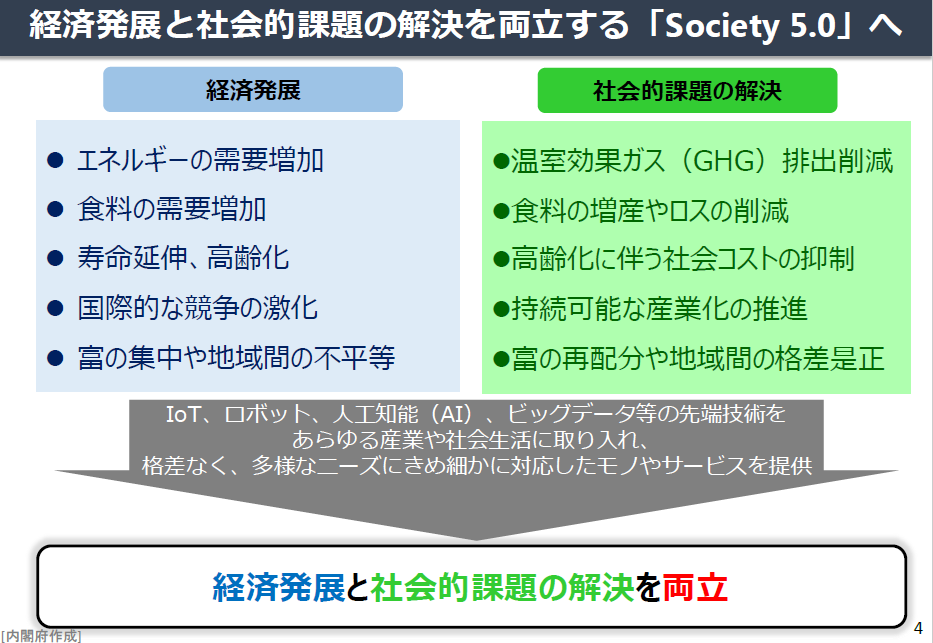 経済発展と社会的課題の解決を両立する「Society 5.0」へ
経済発展
● エネルギーの需要増加
● 食料の需要増加
● 寿命延伸、高齢化
● 国際的な競争の激化
● 富の集中や地域間の不平等
社会的課題の解決
●温室効果ガス（GHG）排出削減
●食料の増産やロスの削減
●高齢化に伴う社会コストの抑制
●持続可能な産業化の推進
●富の再配分や地域間の格差是正
IoT、ロボット、人工知能（AI）、ビッグデータ等の先端技術を
あらゆる産業や社会生活に取り入れ、
格差なく、多様なニーズにきめ細かに対応したモノやサービスを提供
経済発展と社会的課題の解決を両立
[内閣府作成]
4